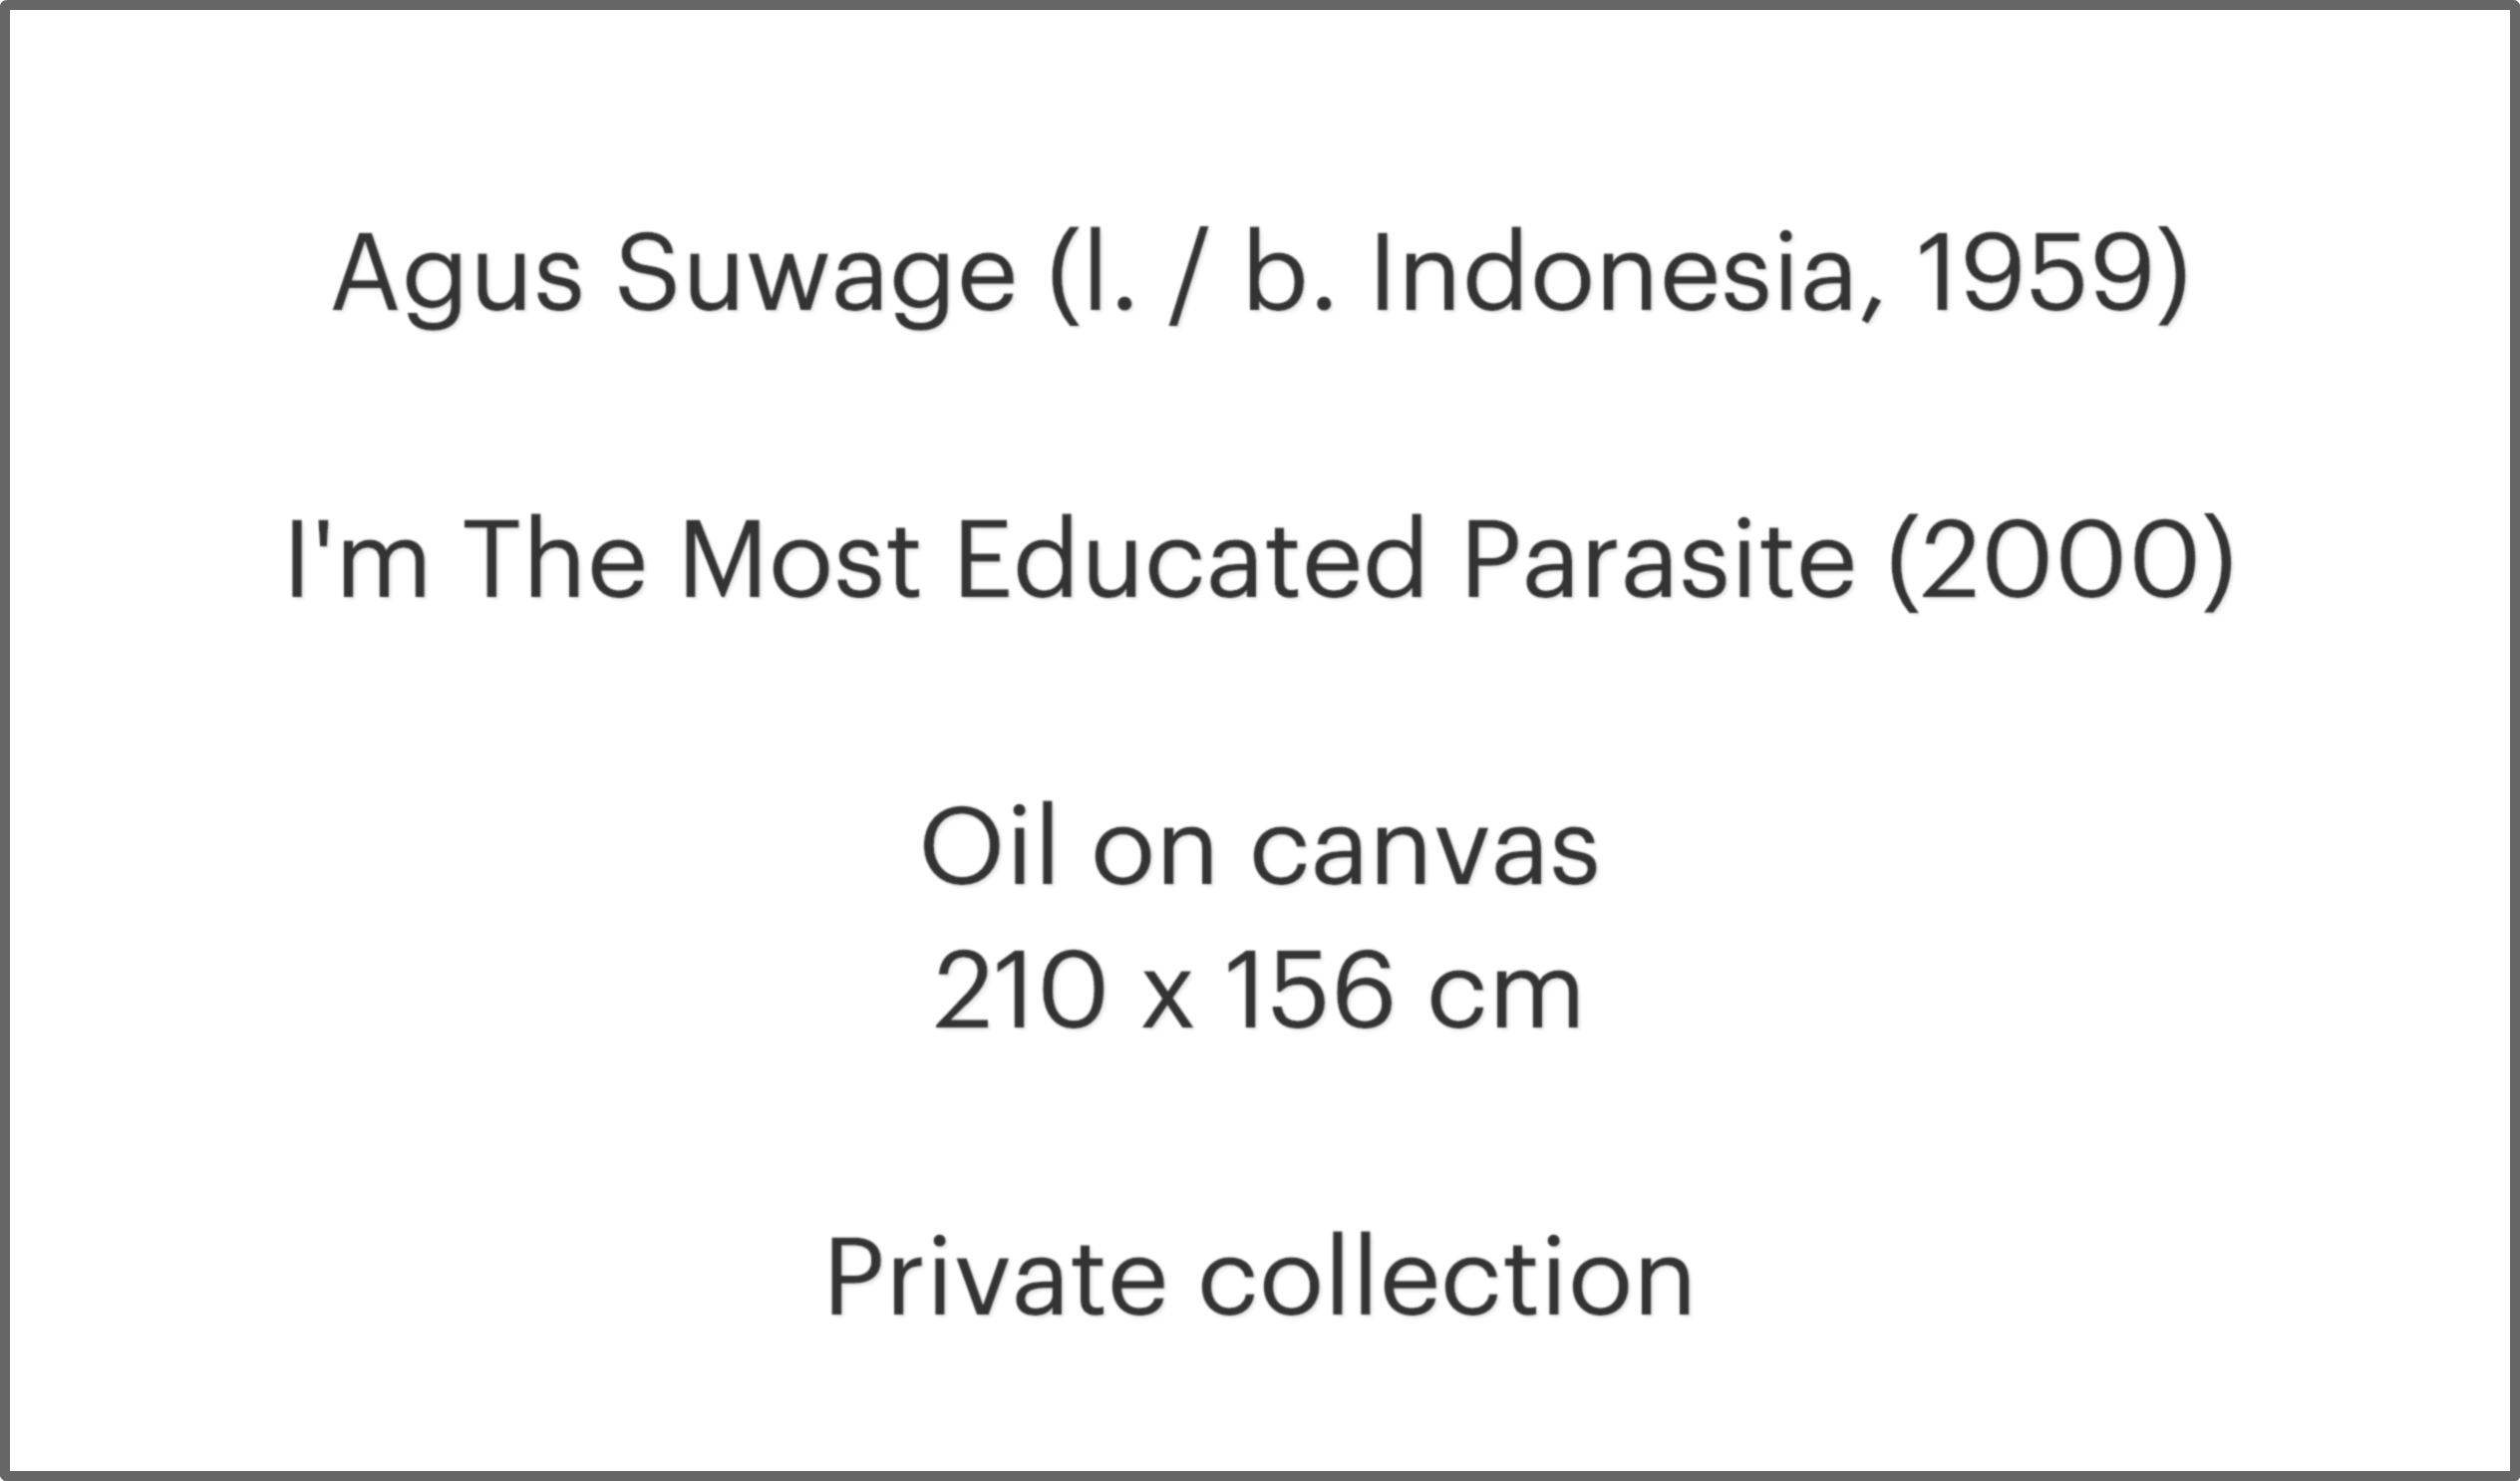 Agus Suwage (l. / b. Indonesia, 1959)
I'm The Most Educated Parasite (2000)
Oil on canvas
210 x 156 cm
Private collection